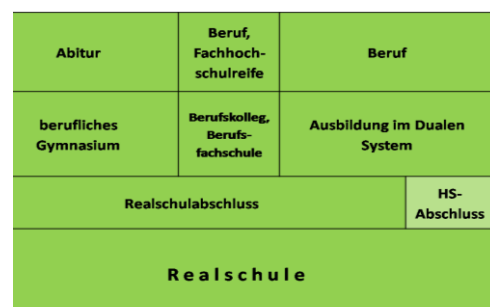 Abitur
Beruf,
Fachhoch-
schulreife
Beruf
berufliches
Gymnasium
Berufskolleg,
Berufs-
fachschule
Ausbildung im Dualen
System
Realschulabschluss
HS-
Abschluss
Realschule